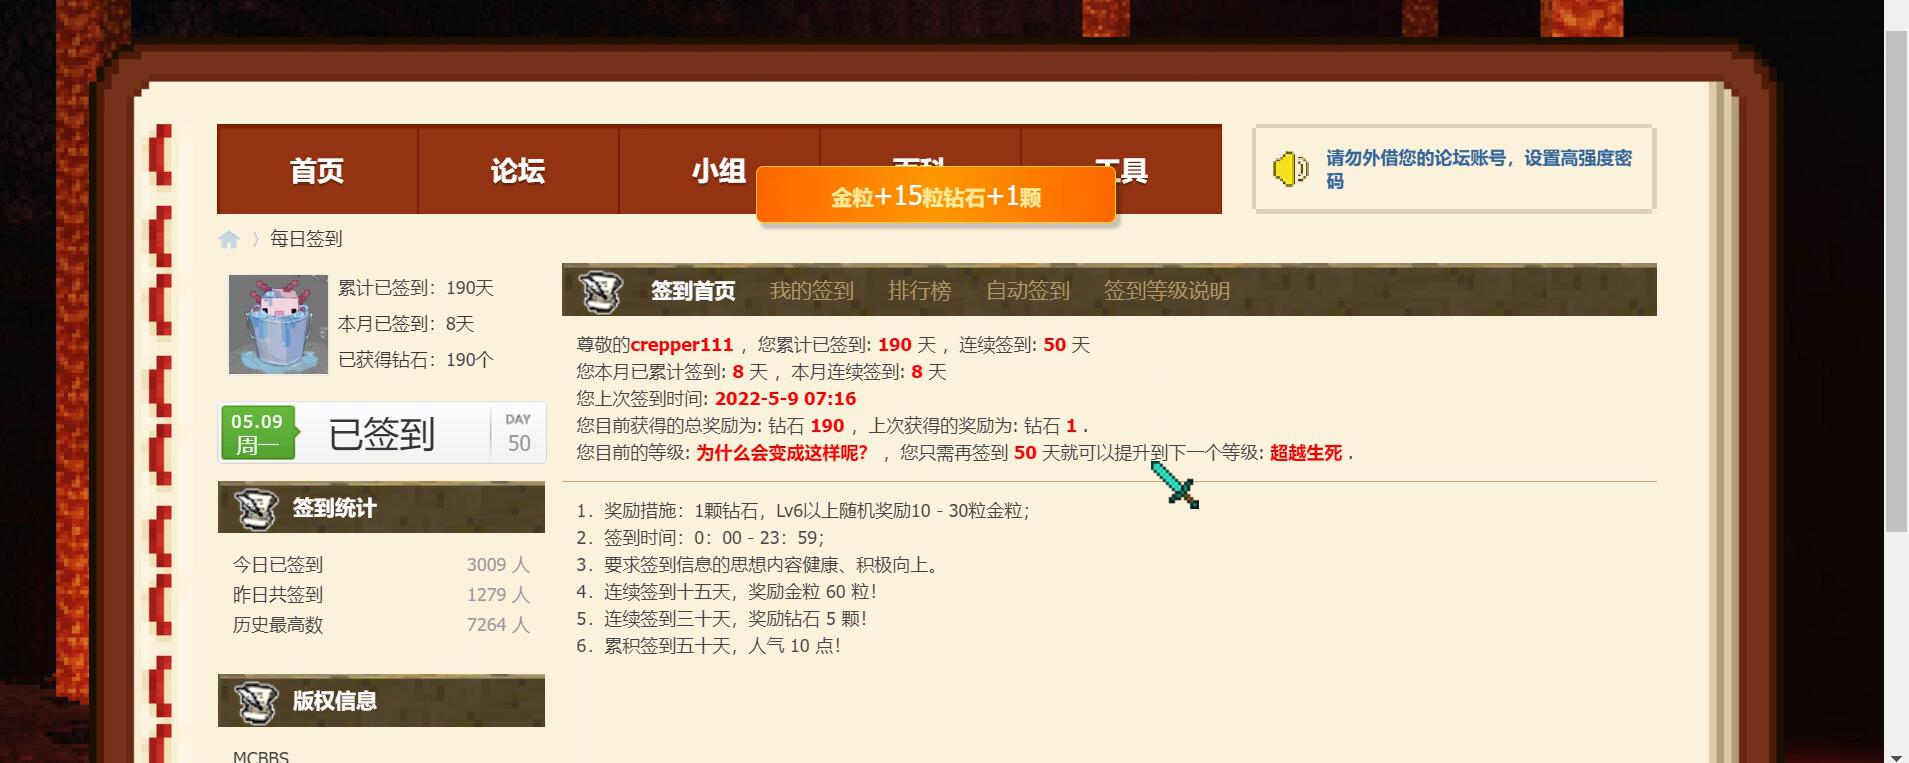 首页
论坛
小组
工具
金粒+15粒钻石+1颗
请勿外借您的论坛账号，设置高强度密
码
每日签到
累计已签到：190天
本月已签到：8天
已获得钻石：190个
05.09
周一
已签到
DAY
50
签到统计
今日已签到 3009 人
昨日共签到 1279 人
历史最高数 7264 人
版权信息
MCBBS
签到首页 我的签到 排行榜 自动签到 签到等级说明
尊敬的crepper111 ，您累计已签到: 190 天 ，连续签到: 50 天
您本月已累计签到: 8 天 ，本月连续签到: 8 天
您上次签到时间: 2022-5-9 07:16
您目前获得的总奖励为: 钻石 190 ，上次获得的奖励为: 钻石 1 .
您目前的等级: 为什么会变成这样呢？ ，您只需再签到 50 天就可以提升到下一个等级: 超越生死 .
1．奖励措施：1颗钻石，Lv6以上随机奖励10 - 30粒金粒；
2．签到时间：0：00 - 23：59；
3．要求签到信息的思想内容健康、积极向上。
4．连续签到十五天，奖励金粒 60 粒！
5．连续签到三十天，奖励钻石 5 颗！
6．累积签到五十天，人气 10 点！